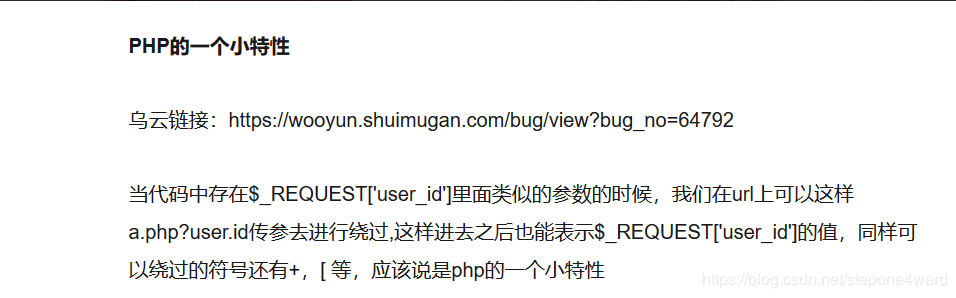 PHP的一个小特性
乌云链接：https://wooyun.shuimugan.com/bug/view?bug_no=64792
当代码中存在$_REQUEST['user_id']里面类似的参数的时候，我们在url上可以这样
a.php?user.id传参去进行绕过,这样进去之后也能表示$_REQUEST['user_id']的值，同样可
以绕过的符号还有+，[ 等，应该说是php的一个小特性
https://blog.csdn.net/stepone4ward